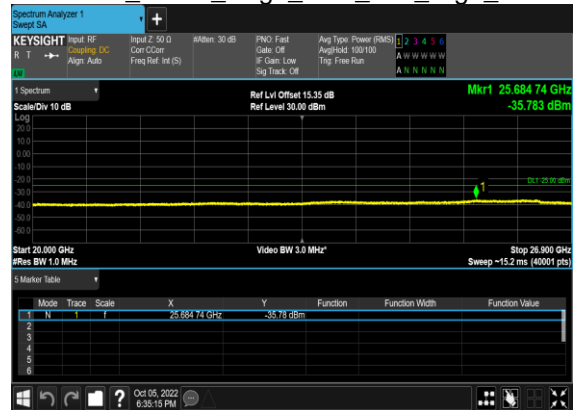 Spectrum Analyzer 1
Swept SA
KEYSIGHT
R T
LW
Input: RF
Coupling: DC
Align: Auto
Input Z: 50 Ω
Corr CCorr
Freq Ref: Int (S)
#Atten: 30 dB
PNO: Fast
Gate: Off
IF Gain: Low
Sig Track: Off
Avg Type: Power (RMS)
Avg|Hold: 100/100
Trig: Free Run
1 2 3 4 5 6
A W W W W W
A N N N N N
1 Spectrum
Scale/Div 10 dB
Ref Lvl Offset 15.35 dB
Ref Level 30.00 dBm
Mkr1 25.684 74 GHz
-35.783 dBm
Log
20.0
10.0
0.00
-10.0
-20.0
-30.0
-40.0
-50.0
-60.0
1
DL1 -25.00 dBm
Start 20.000 GHz
#Res BW 1.0 MHz
Video BW 3.0 MHz*
Stop 26.900 GHz
Sweep ~15.2 ms (40001 pts)
5 Marker Table
Mode Trace Scale X Y Function Function Width Function Value
1 N 1 f 25.684 74 GHz -35.78 dBm
2
3
4
5
6
? Oct 05, 2022
6:35:15 PM